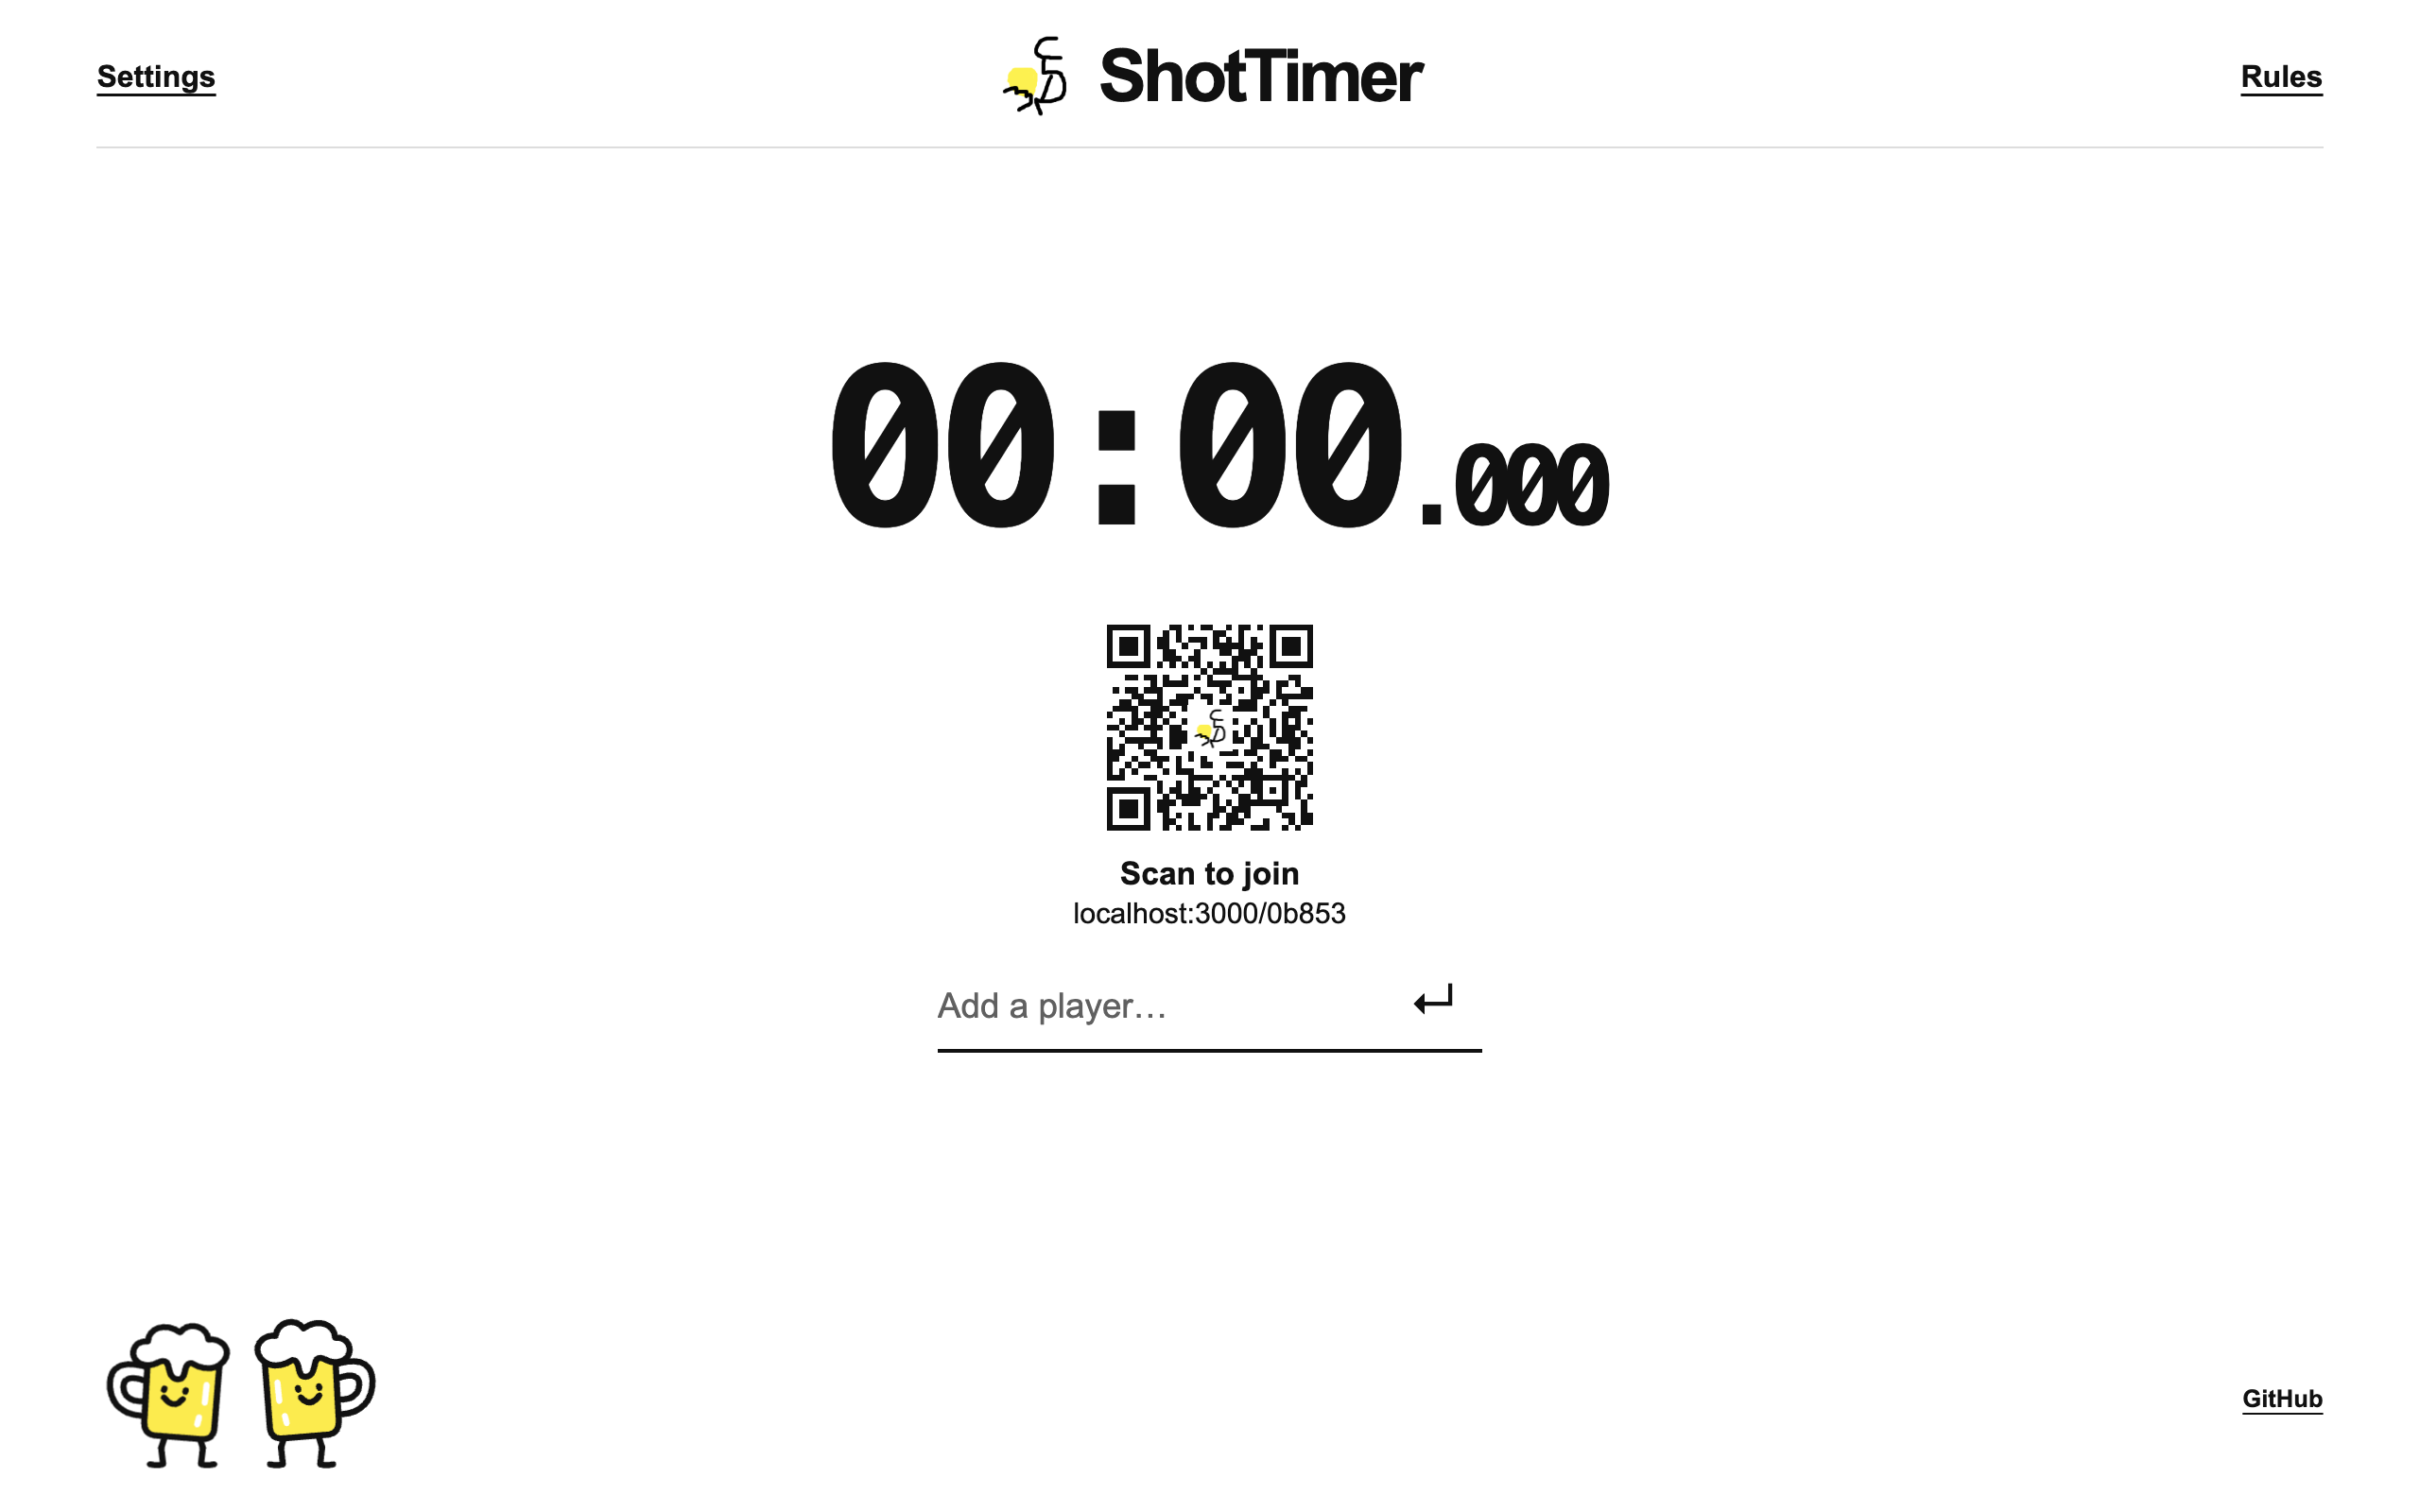 Settings
ShotTimer
Rules
00:00.000
Scan to join
localhost:3000/0b853
Add a player...
GitHub